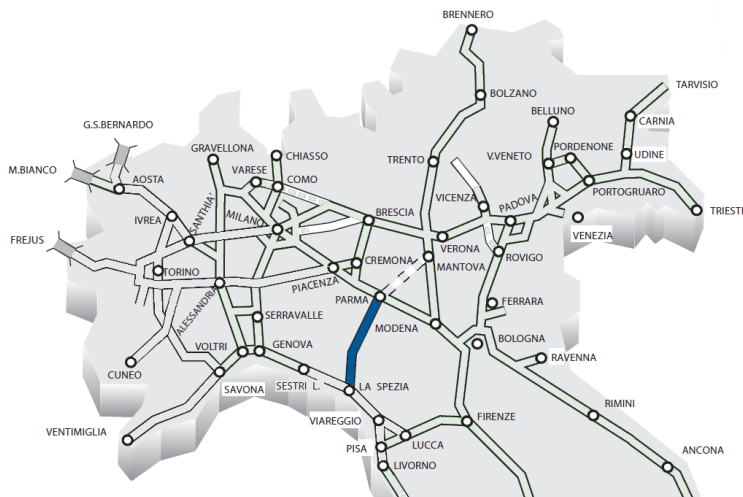 BRENNERO
TARVISIO
BOLZANO
BELLUNO
CARNIA
G.S.BERNARDO
GRAVELLONA
CHIASSO
PORDENONE
UDINE
M.BIANCO
AOSTA
VARESE
COMO
TRENTO
V.VENETO
PORTOGRUARO
IVREA
SANTHIA'
MILANO
BRESCIA
VICENZA
PADOVA
TRIESTE
FREJUS
VERONA
VENEZIA
TORINO
CREMONA
MANTOVA
ROVIGO
PIACENZA
PARMA
FERRARA
ALESSANDRIA
SERRAVALLE
MODENA
BOLOGNA
VOLTRI
GENOVA
RAVENNA
CUNEO
SAVONA
SESTRI L.
LA SPEZIA
RIMINI
VENTIMIGLIA
VIAREGGIO
FIRENZE
PISA
LUCCA
ANCONA
LIVORNO